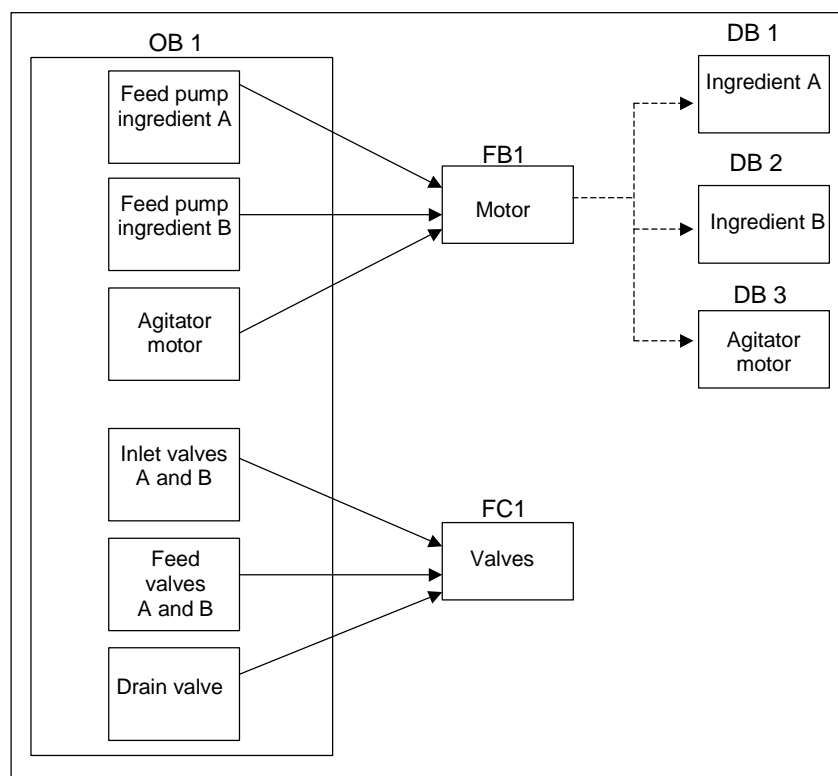 OB 1
Feed pump
ingredient A
Feed pump
ingredient B
Agitator
motor
Inlet valves
A and B
Feed
valves
A and B
Drain valve
FB1
Motor
FC1
Valves
DB 1
Ingredient A
DB 2
Ingredient B
DB 3
Agitator
motor